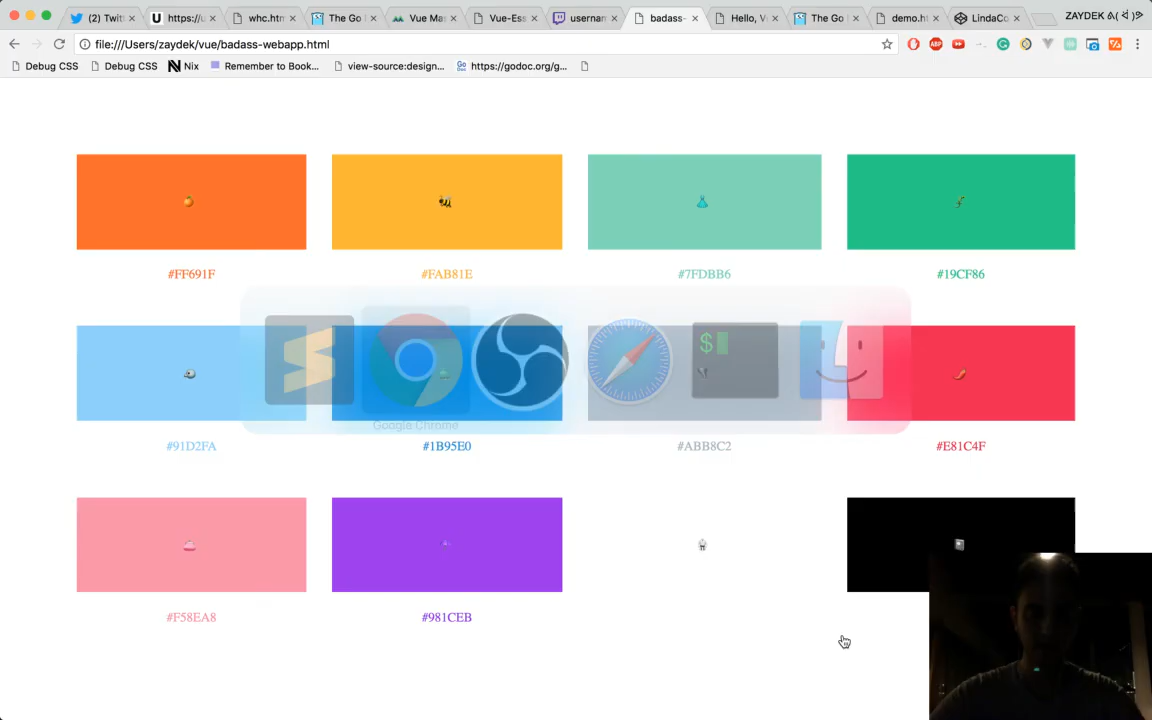 (2) Twitt
https://u
whc.htm
The Go
Vue Mas
Vue-Ess
usernam
badass-
Hello, V
The Go
demo.ht
LindaCo
ZAYDEK
file:///Users/zaydek/vue/badass-webapp.html
ABP
Debug CSS
Debug CSS
Nix
Remember to Book...
view-source:design...
https://godoc.org/g...
#FF691F
#FAB81E
#7FDBB6
#19CF86
Google Chrome
$
#91D2FA
#1B95E0
#ABB8C2
#E81C4F
#F58EA8
#981CEB